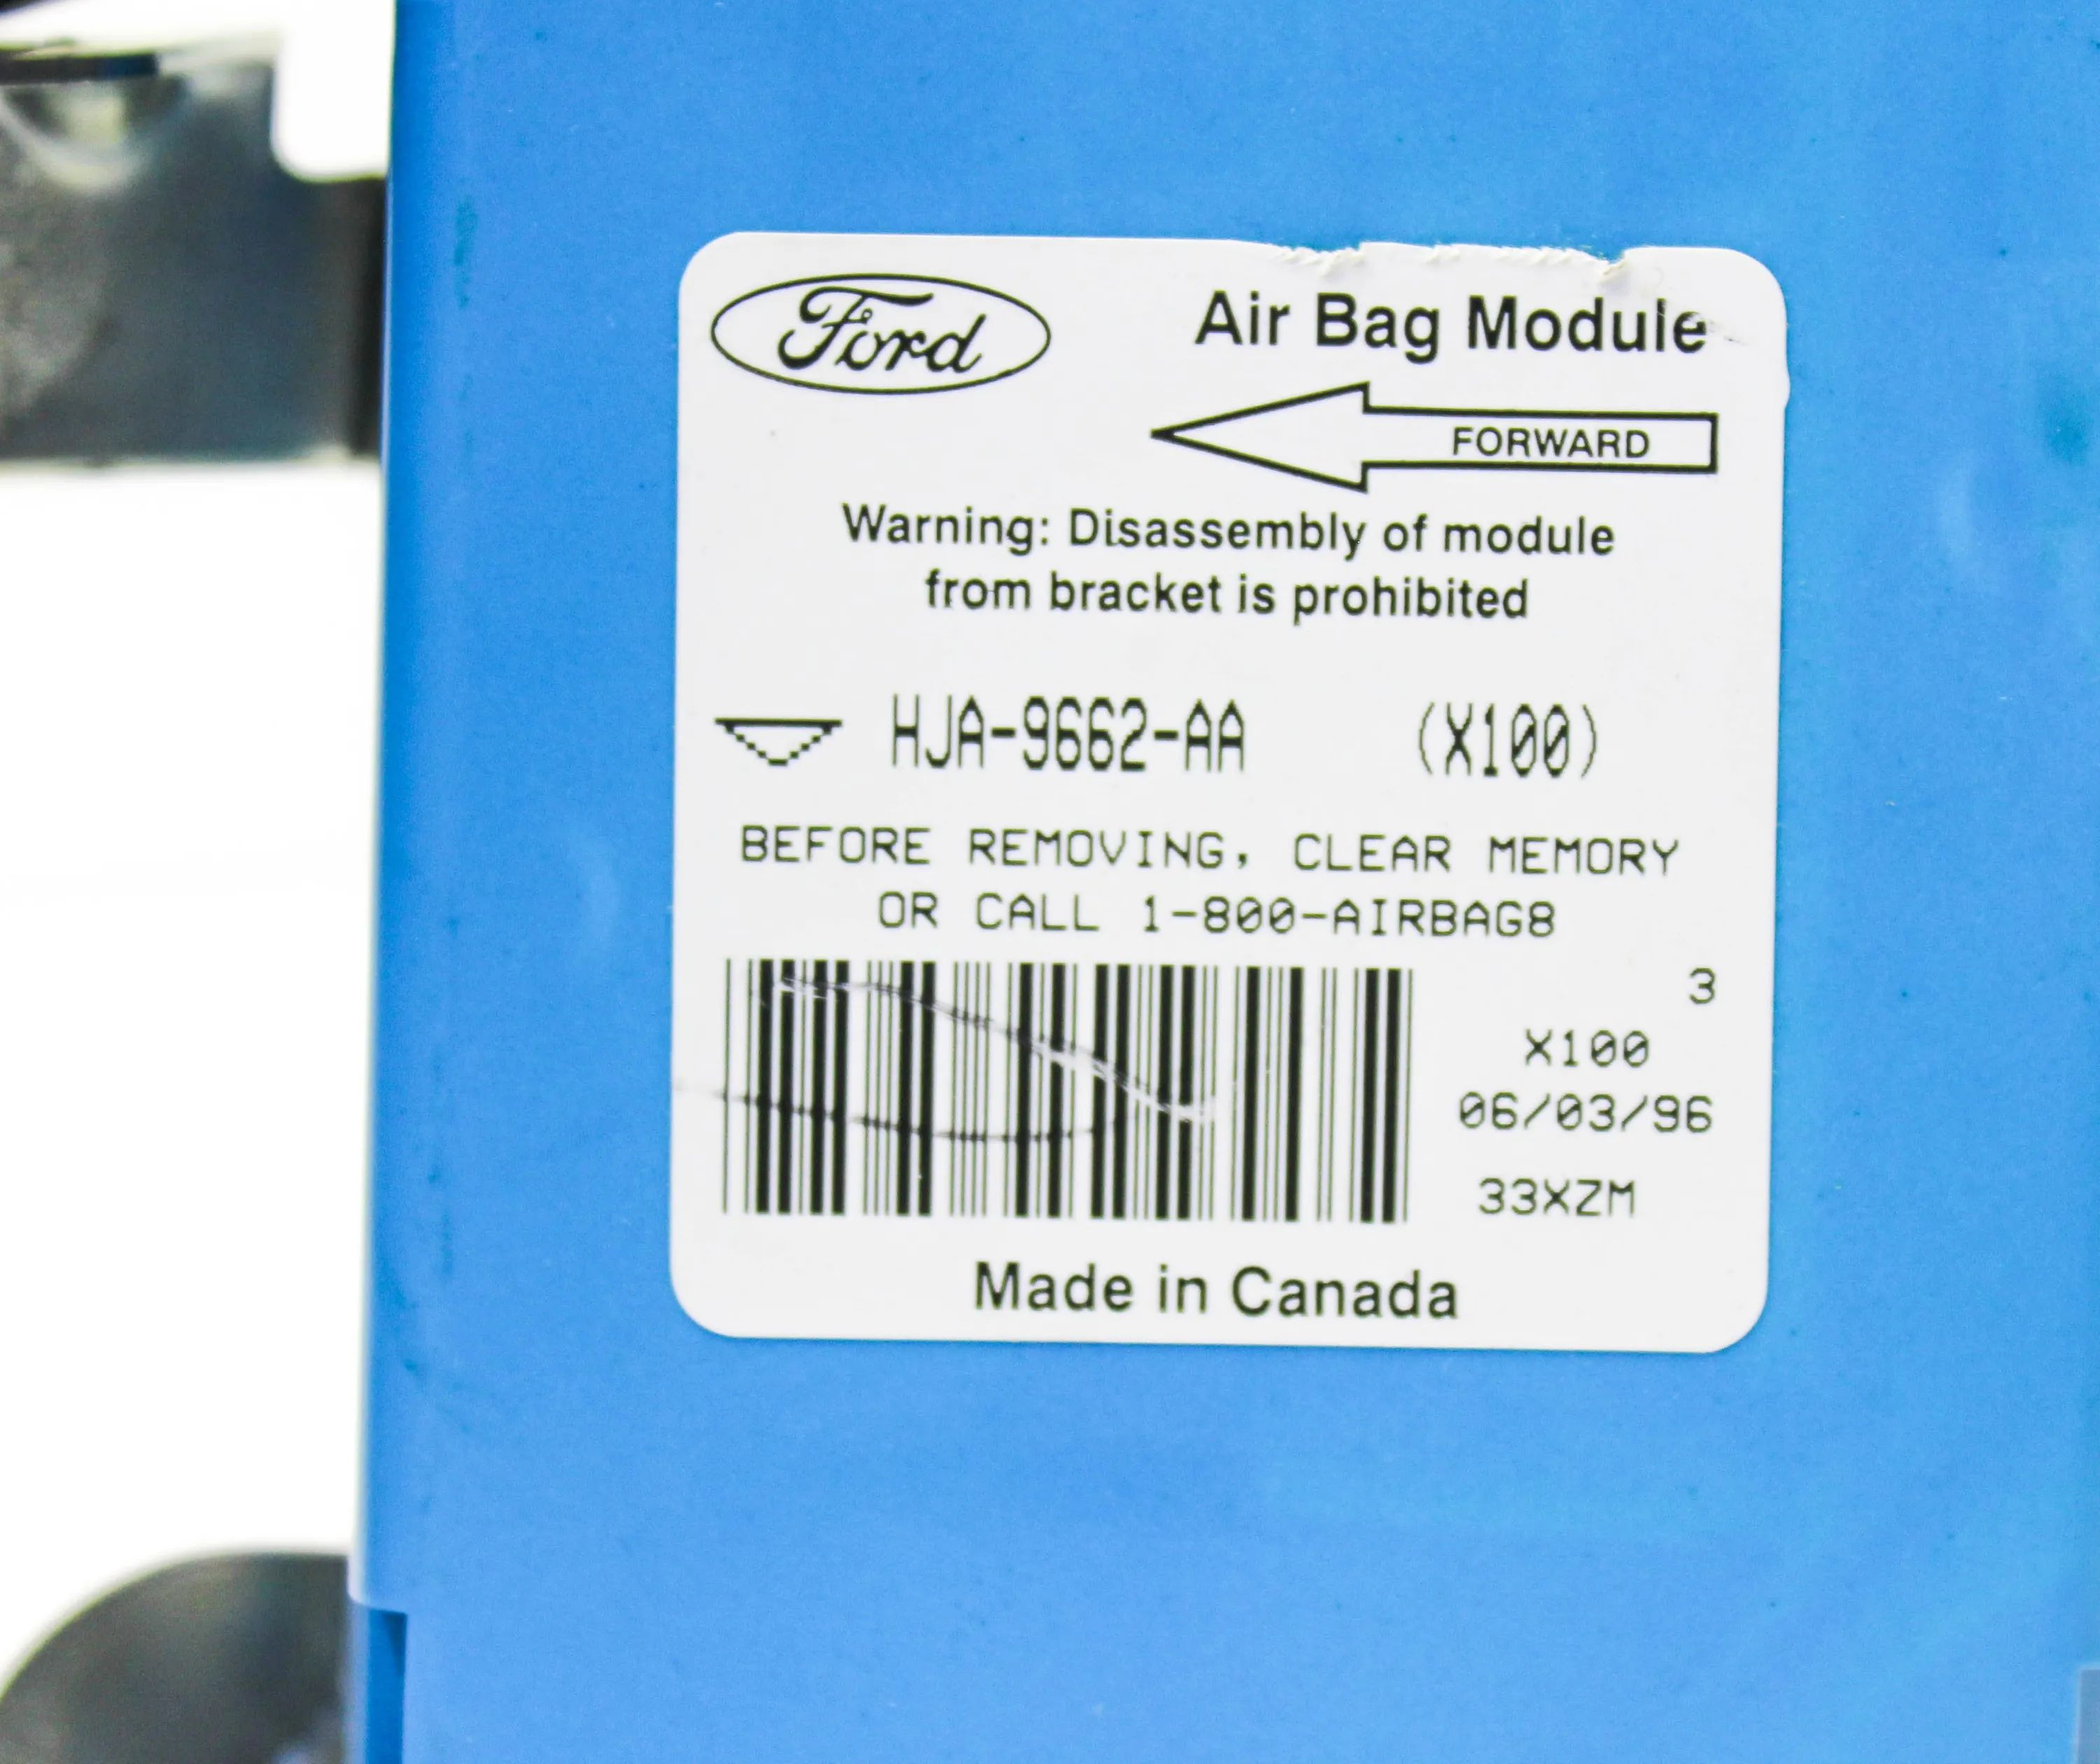 Ford
Air Bag Module
FORWARD
Warning: Disassembly of module
from bracket is prohibited
HJA-9662-AA (X100)
BEFORE REMOVING, CLEAR MEMORY
OR CALL 1-800-AIRBAG8
3
X100
06/03/96
33XZM
Made in Canada